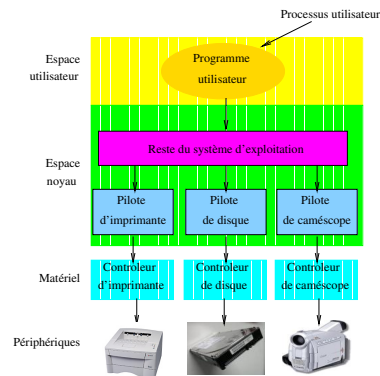 Processus utilisateur
Espace
utilisateur
Programme
utilisateur
Reste du système d'exploitation
Espace
noyau
Pilote
d'imprimante
Pilote
de disque
Pilote
de caméscope
Matériel
Controleur
d'imprimante
Controleur
de disque
Controleur
de caméscope
Périphériques